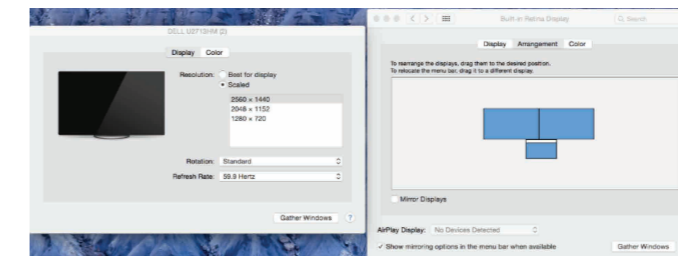 DELL U2713HM (2)
Display Color
Resolution: Best for display
Scaled
2560 × 1440
2048 × 1152
1280 × 720
Rotation: Standard
Refresh Rate: 59.9 Hertz
Gather Windows ?
Built-in Retina Display
Search
Display Arrangement Color
To rearrange the displays, drag them to the desired position.
To relocate the menu bar, drag it to a different display.
Mirror Displays
AirPlay Display: No Devices Detected
Show mirroring options in the menu bar when available
Gather Windows